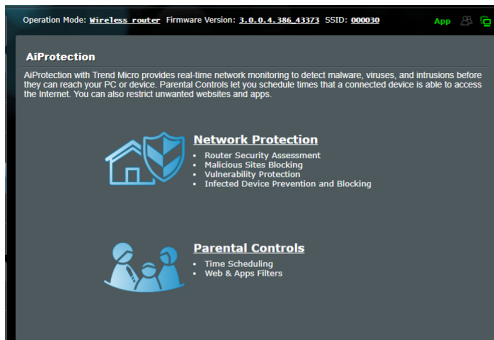 Operation Mode: Wireless router Firmware Version: 3.0.0.4.386_43373 SSID: 000030 App
AiProtection
AiProtection with Trend Micro provides real-time network monitoring to detect malware, viruses, and intrusions before
they can reach your PC or device. Parental Controls let you schedule times that a connected device is able to access
the Internet. You can also restrict unwanted websites and apps.
Network Protection
• Router Security Assessment
• Malicious Sites Blocking
• Vulnerability Protection
• Infected Device Prevention and Blocking
Parental Controls
• Time Scheduling
• Web & Apps Filters